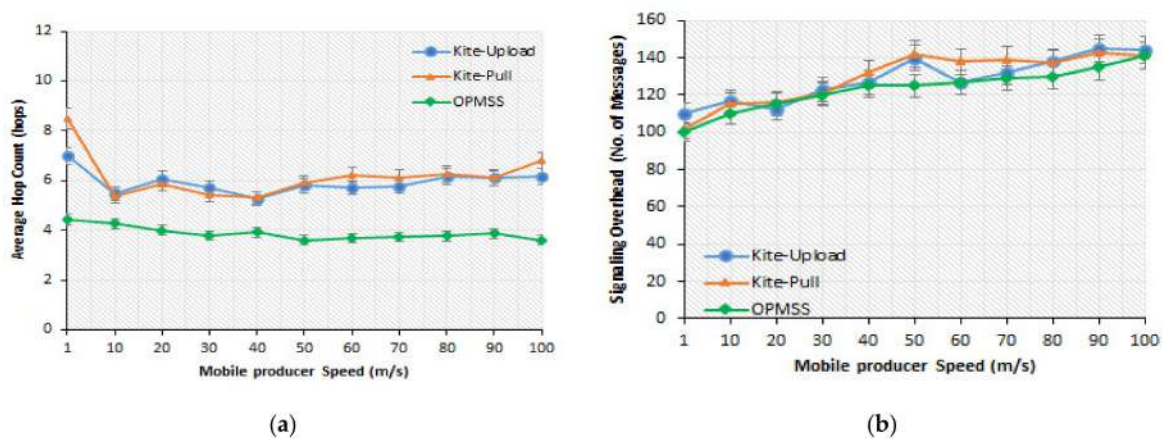 Average Hop Count (hops)
12
10
8
6
4
2
0
Kite-Upload
Kite-Pull
OPMSS
1 10 20 30 40 50 60 70 80 90 100
Mobile producer Speed (m/s)
(a)
Signaling Overhead (No. of Messages)
160
140
120
100
80
60
40
20
0
Kite-Upload
Kite-Pull
OPMSS
1 10 20 30 40 50 60 70 80 90 100
Mobile producer Speed (m/s)
(b)